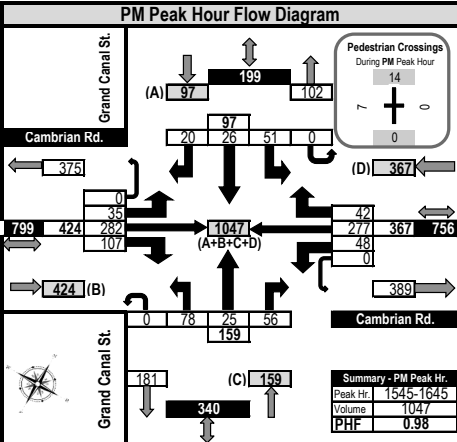 PM Peak Hour Flow Diagram
Grand Canal St.
Pedestrian Crossings
During PM Peak Hour
14
7
0
0
199
(A) 97
102
97
20 26 51 0
Cambrian Rd.
375
(D) 367
0
35
799 424 282
107
1047
(A+B+C+D)
42
277 367 756
48
0
424 (B)
389
0 78 25 56
159
Cambrian Rd.
Grand Canal St.
181
(C) 159
340
Summary - PM Peak Hr.
Peak Hr. 1545-1645
Volume 1047
PHF 0.98